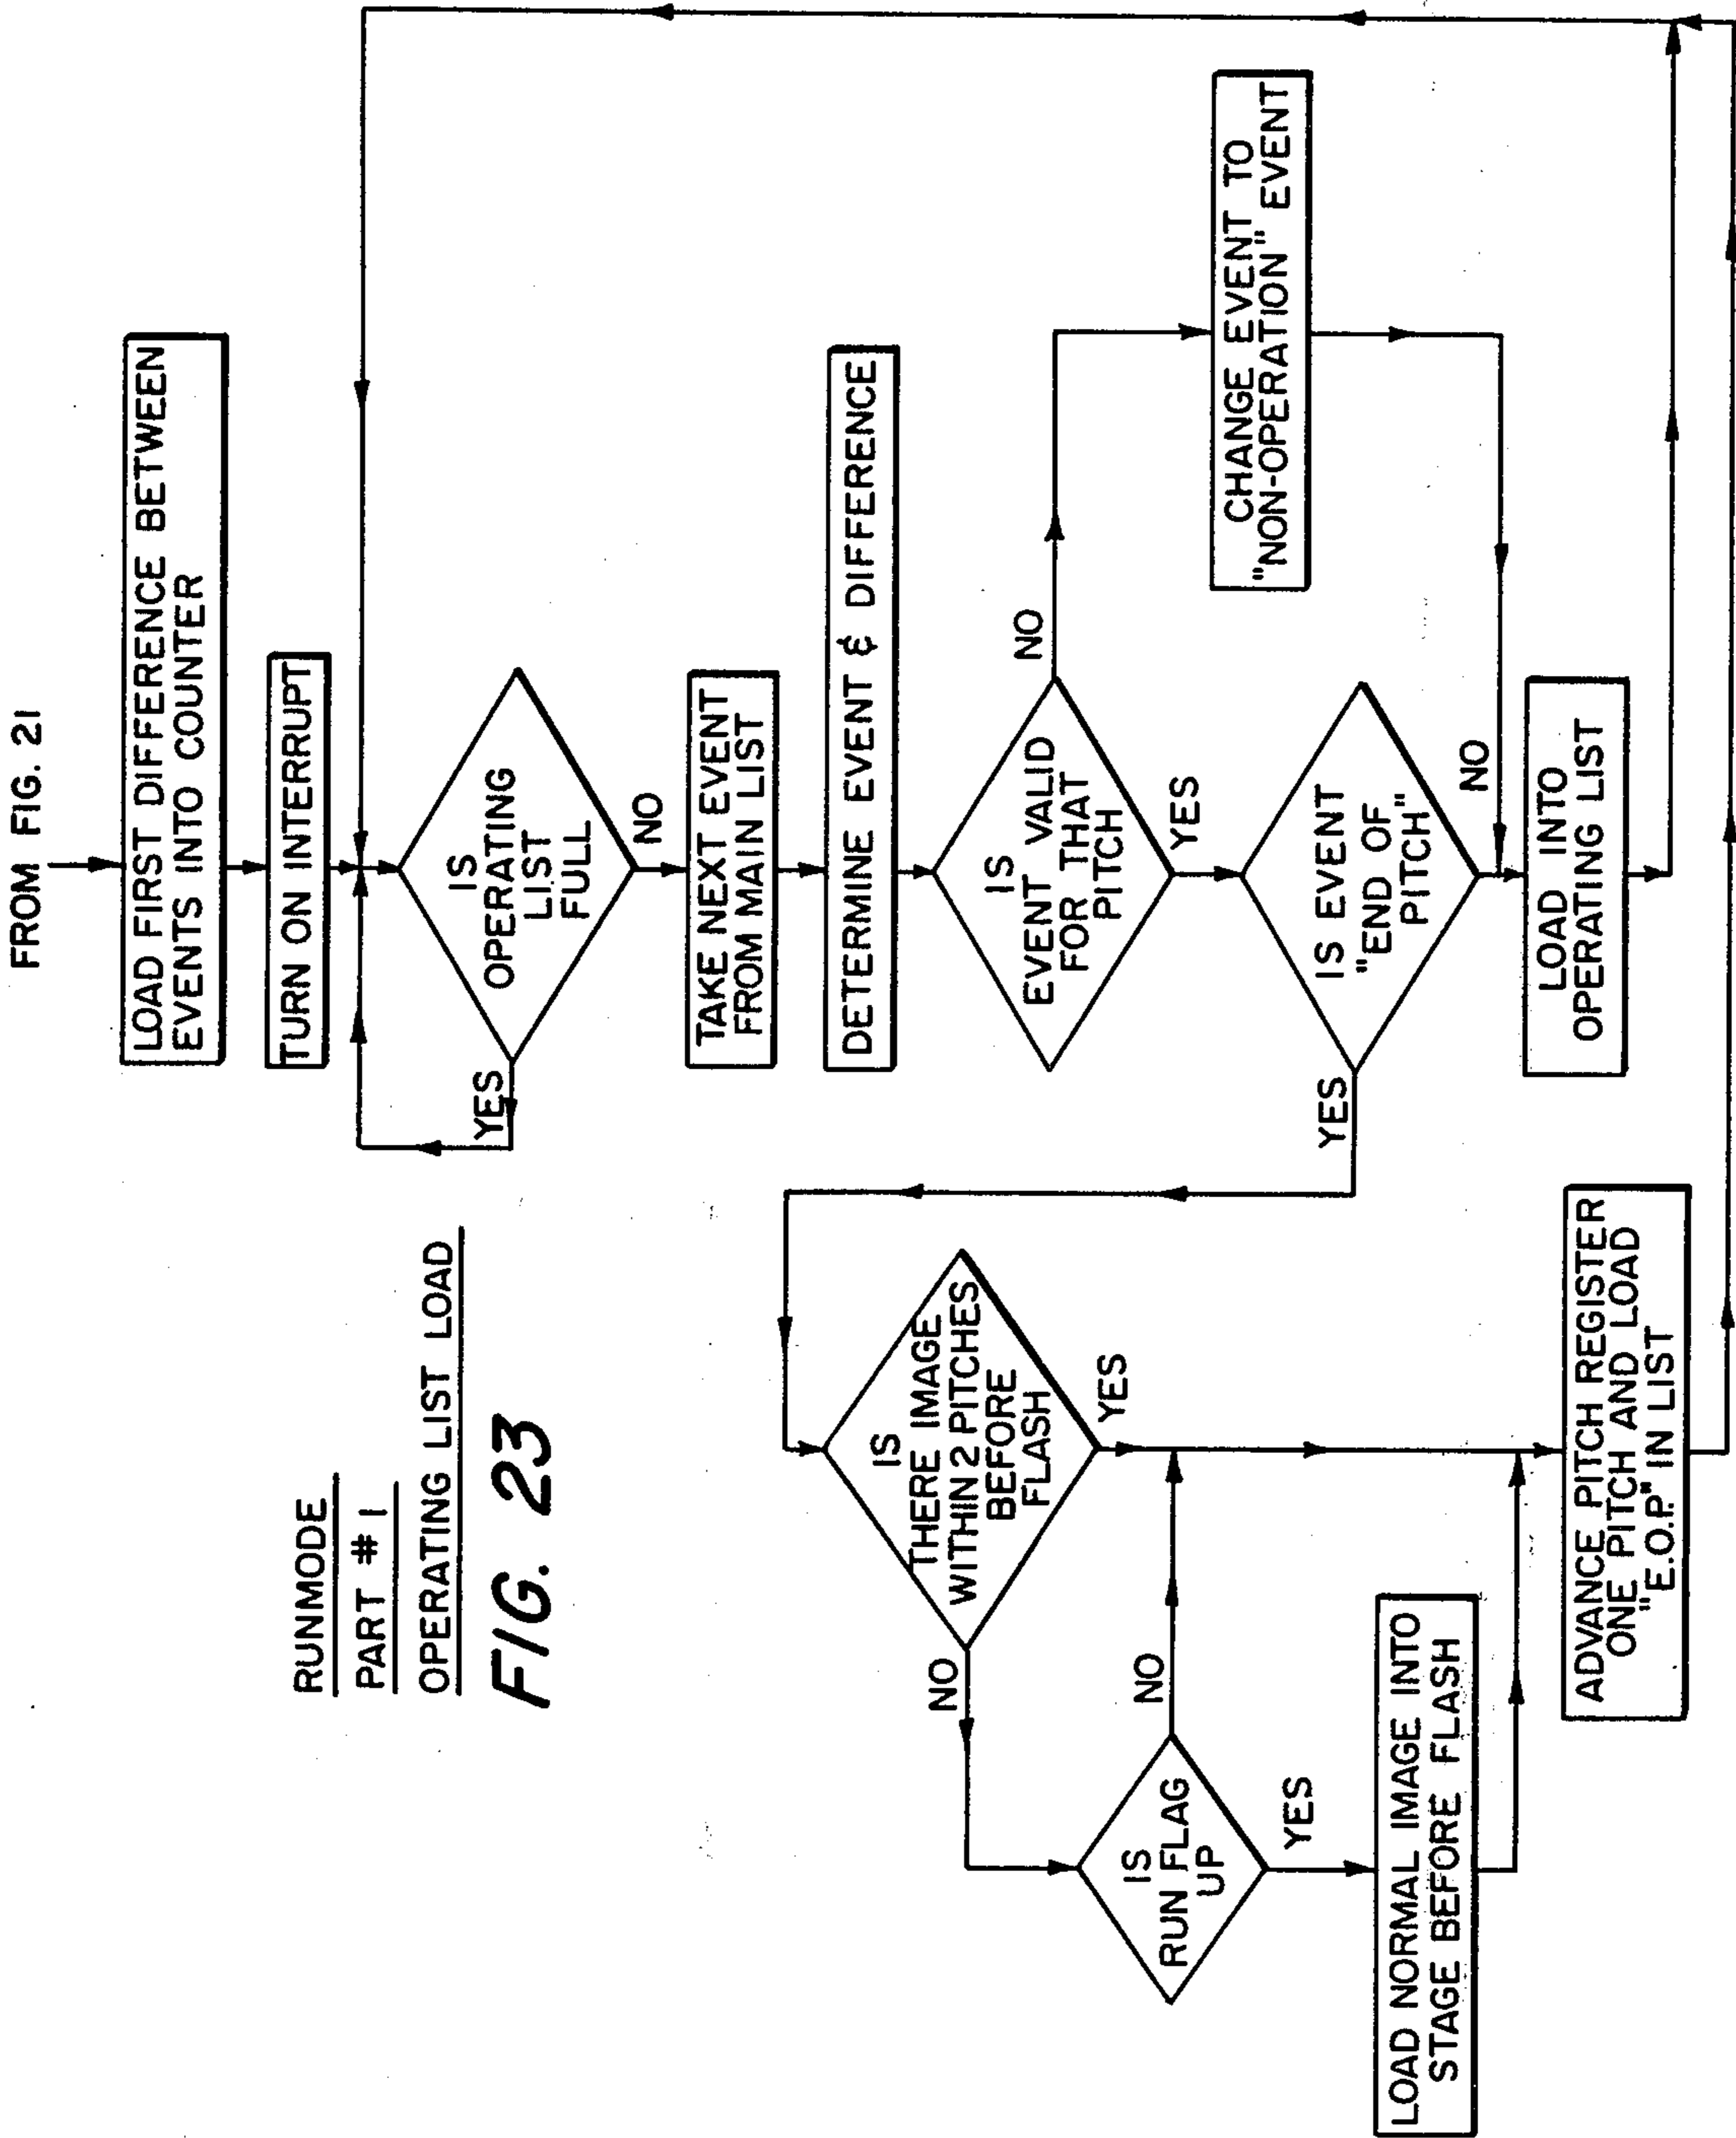 FROM FIG. 21
LOAD FIRST DIFFERENCE BETWEEN
EVENTS INTO COUNTER
TURN ON INTERRUPT
IS
OPERATING
LIST
FULL
YES
NO
TAKE NEXT EVENT
FROM MAIN LIST
DETERMINE EVENT & DIFFERENCE
IS
EVENT VALID
FOR THAT
PITCH
NO
YES
CHANGE EVENT TO
"NON-OPERATION" EVENT
IS EVENT
"END OF
PITCH"
YES
NO
LOAD INTO
OPERATING LIST
RUNMODE
PART # 1
OPERATING LIST LOAD
FIG. 23
IS
THERE IMAGE
WITHIN 2 PITCHES
BEFORE
FLASH
NO
YES
IS
RUN FLAG
UP
NO
YES
LOAD NORMAL IMAGE INTO
STAGE BEFORE FLASH
ADVANCE PITCH REGISTER
ONE PITCH AND LOAD
"E.O.P." IN LIST